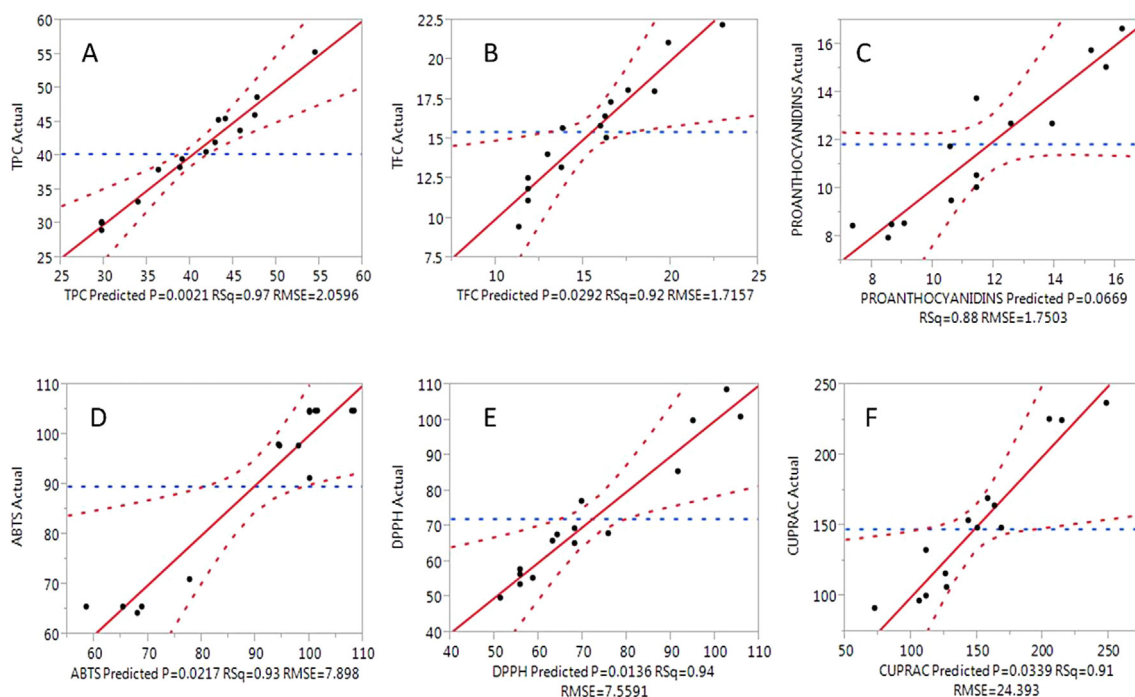 A
TPC Actual
60
55
50
45
40
35
30
25
25 30 35 40 45 50 55 60
TPC Predicted P=0.0021 RSq=0.97 RMSE=2.0596
B
TFC Actual
22.5
20
17.5
15
12.5
10
7.5
10 15 20 25
TFC Predicted P=0.0292 RSq=0.92 RMSE=1.7157
C
PROANTHOCYANIDINS Actual
16
14
12
10
8
8 10 12 14 16
PROANTHOCYANIDINS Predicted P=0.0669
RSq=0.88 RMSE=1.7503
D
ABTS Actual
110
100
90
80
70
60
60 70 80 90 100 110
ABTS Predicted P=0.0217 RSq=0.93 RMSE=7.898
E
DPPH Actual
110
100
90
80
70
60
50
40
40 50 60 70 80 90 100 110
DPPH Predicted P=0.0136 RSq=0.94
RMSE=7.5591
F
CUPRAC Actual
250
200
150
100
50 100 150 200 250
CUPRAC Predicted P=0.0339 RSq=0.91
RMSE=24.393